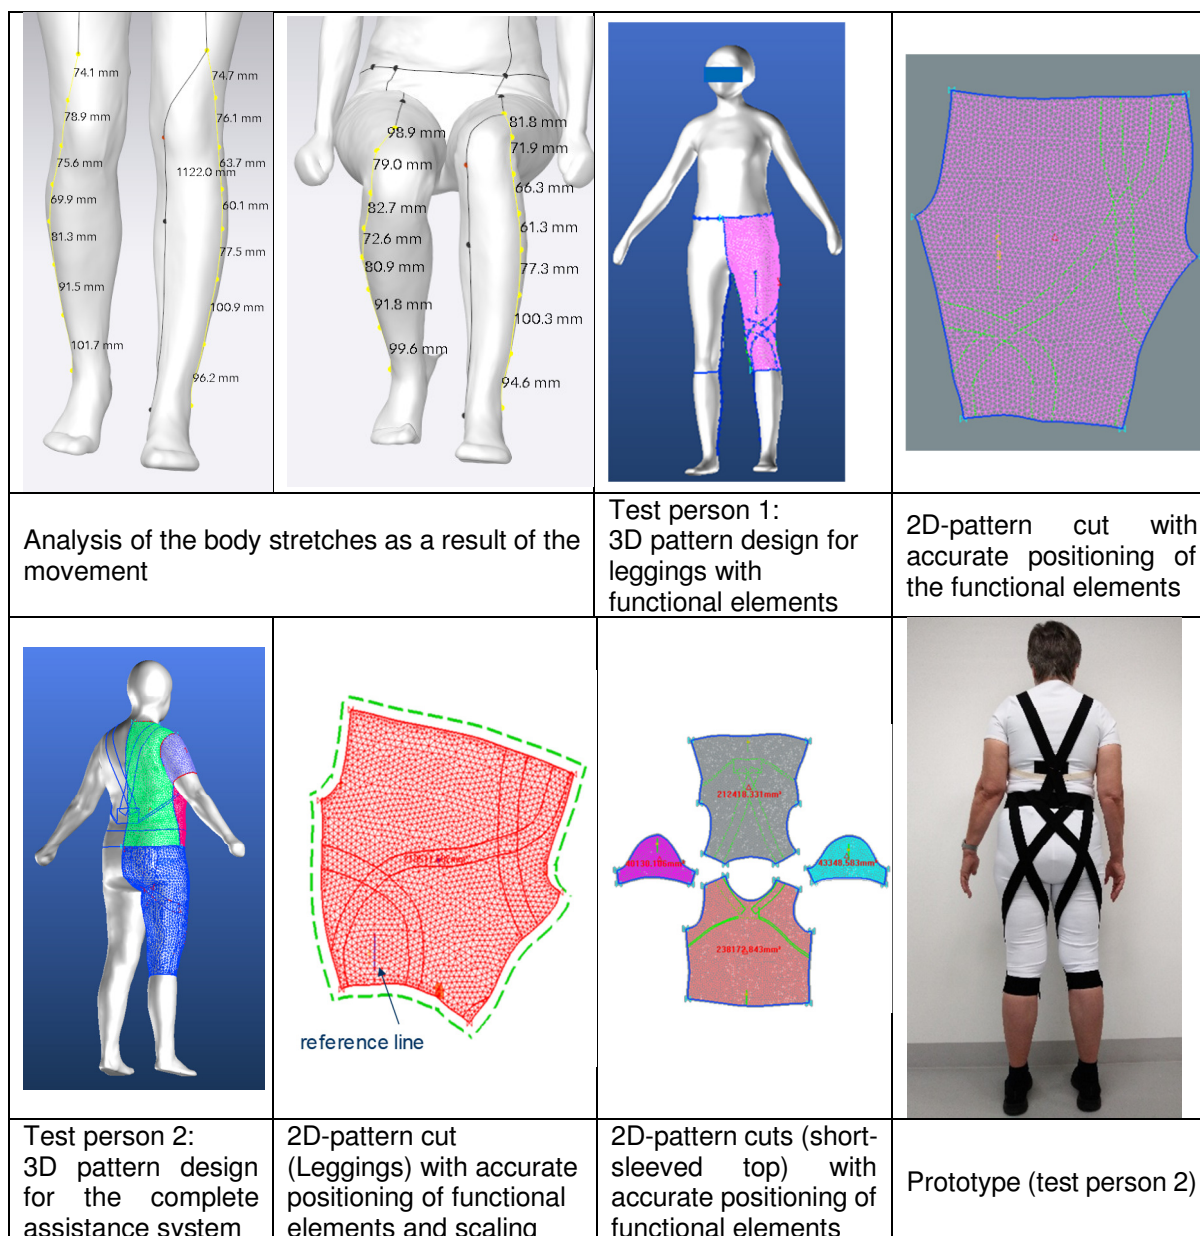 74.1 mm
78.9 mm
75.6 mm
69.9 mm
81.3 mm
91.5 mm
101.7 mm
74.7 mm
76.1 mm
63.7 mm
1122.0 mm
60.1 mm
77.5 mm
100.9 mm
96.2 mm
98.9 mm
79.0 mm
82.7 mm
72.6 mm
80.9 mm
91.8 mm
99.6 mm
81.8 mm
71.9 mm
66.3 mm
61.3 mm
77.3 mm
100.3 mm
94.6 mm
Analysis of the body stretches as a result of the
movement
Test person 1:
3D pattern design for
leggings with
functional elements
2D-pattern cut with
accurate positioning of
the functional elements
reference line
212418.331mm²
43348.583mm²
238172.843mm²
Test person 2:
3D pattern design
for the complete
assistance system
2D-pattern cut
(Leggings) with accurate
positioning of functional
elements and scaling
2D-pattern cuts (short-
sleeved top) with
accurate positioning of
functional elements
Prototype (test person 2)